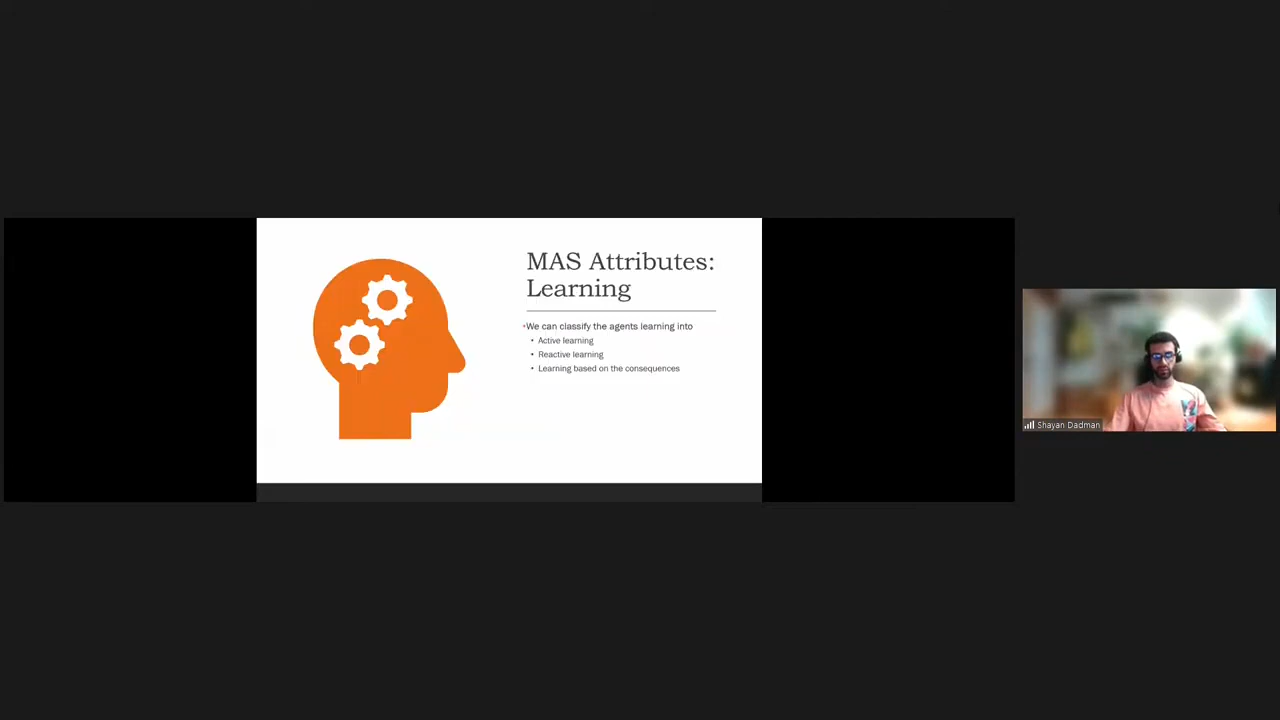 MAS Attributes:
Learning
•We can classify the agents learning into
• Active learning
• Reactive learning
• Learning based on the consequences
Shayan Dadman